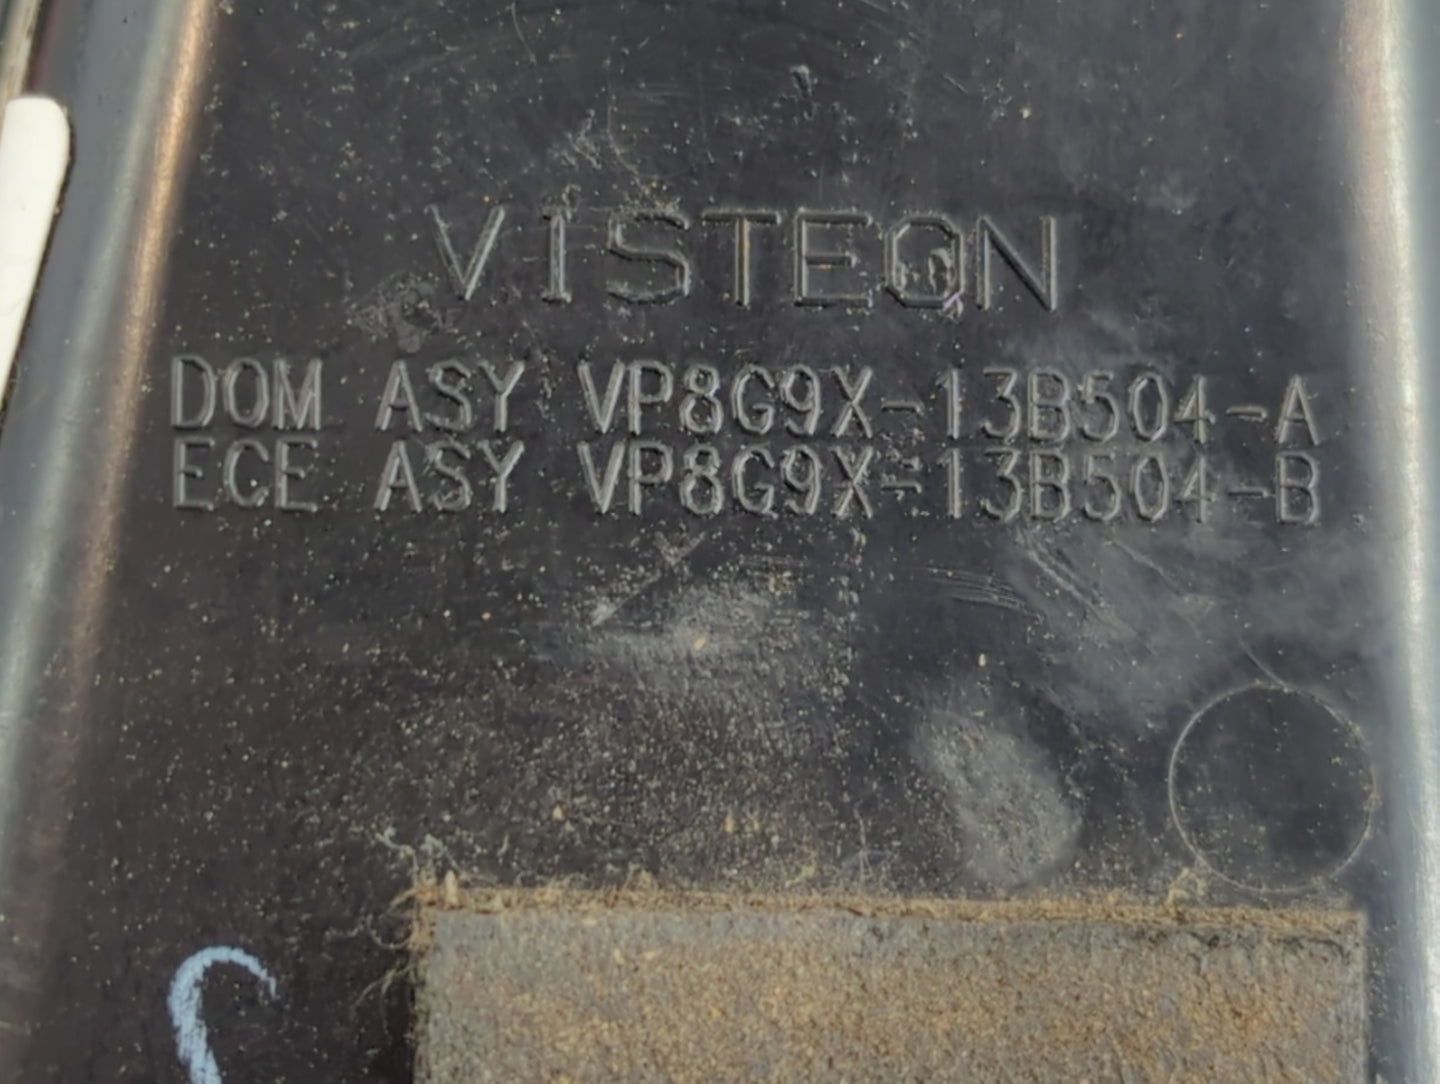 VISTEON
DOM ASY VP8G9X-13B504-A
ECE ASY VP8G9X-13B504-B